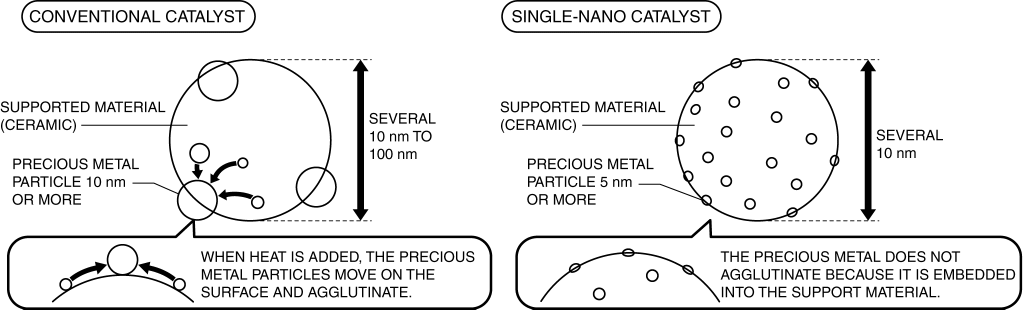 CONVENTIONAL CATALYST
SUPPORTED MATERIAL
(CERAMIC)
PRECIOUS METAL
PARTICLE 10 nm
OR MORE
SEVERAL
10 nm TO
100 nm
WHEN HEAT IS ADDED, THE PRECIOUS
METAL PARTICLES MOVE ON THE
SURFACE AND AGGLUTINATE.
SINGLE-NANO CATALYST
SUPPORTED MATERIAL
(CERAMIC)
PRECIOUS METAL
PARTICLE 5 nm
OR MORE
SEVERAL
10 nm
THE PRECIOUS METAL DOES NOT
AGGLUTINATE BECAUSE IT IS EMBEDDED
INTO THE SUPPORT MATERIAL.